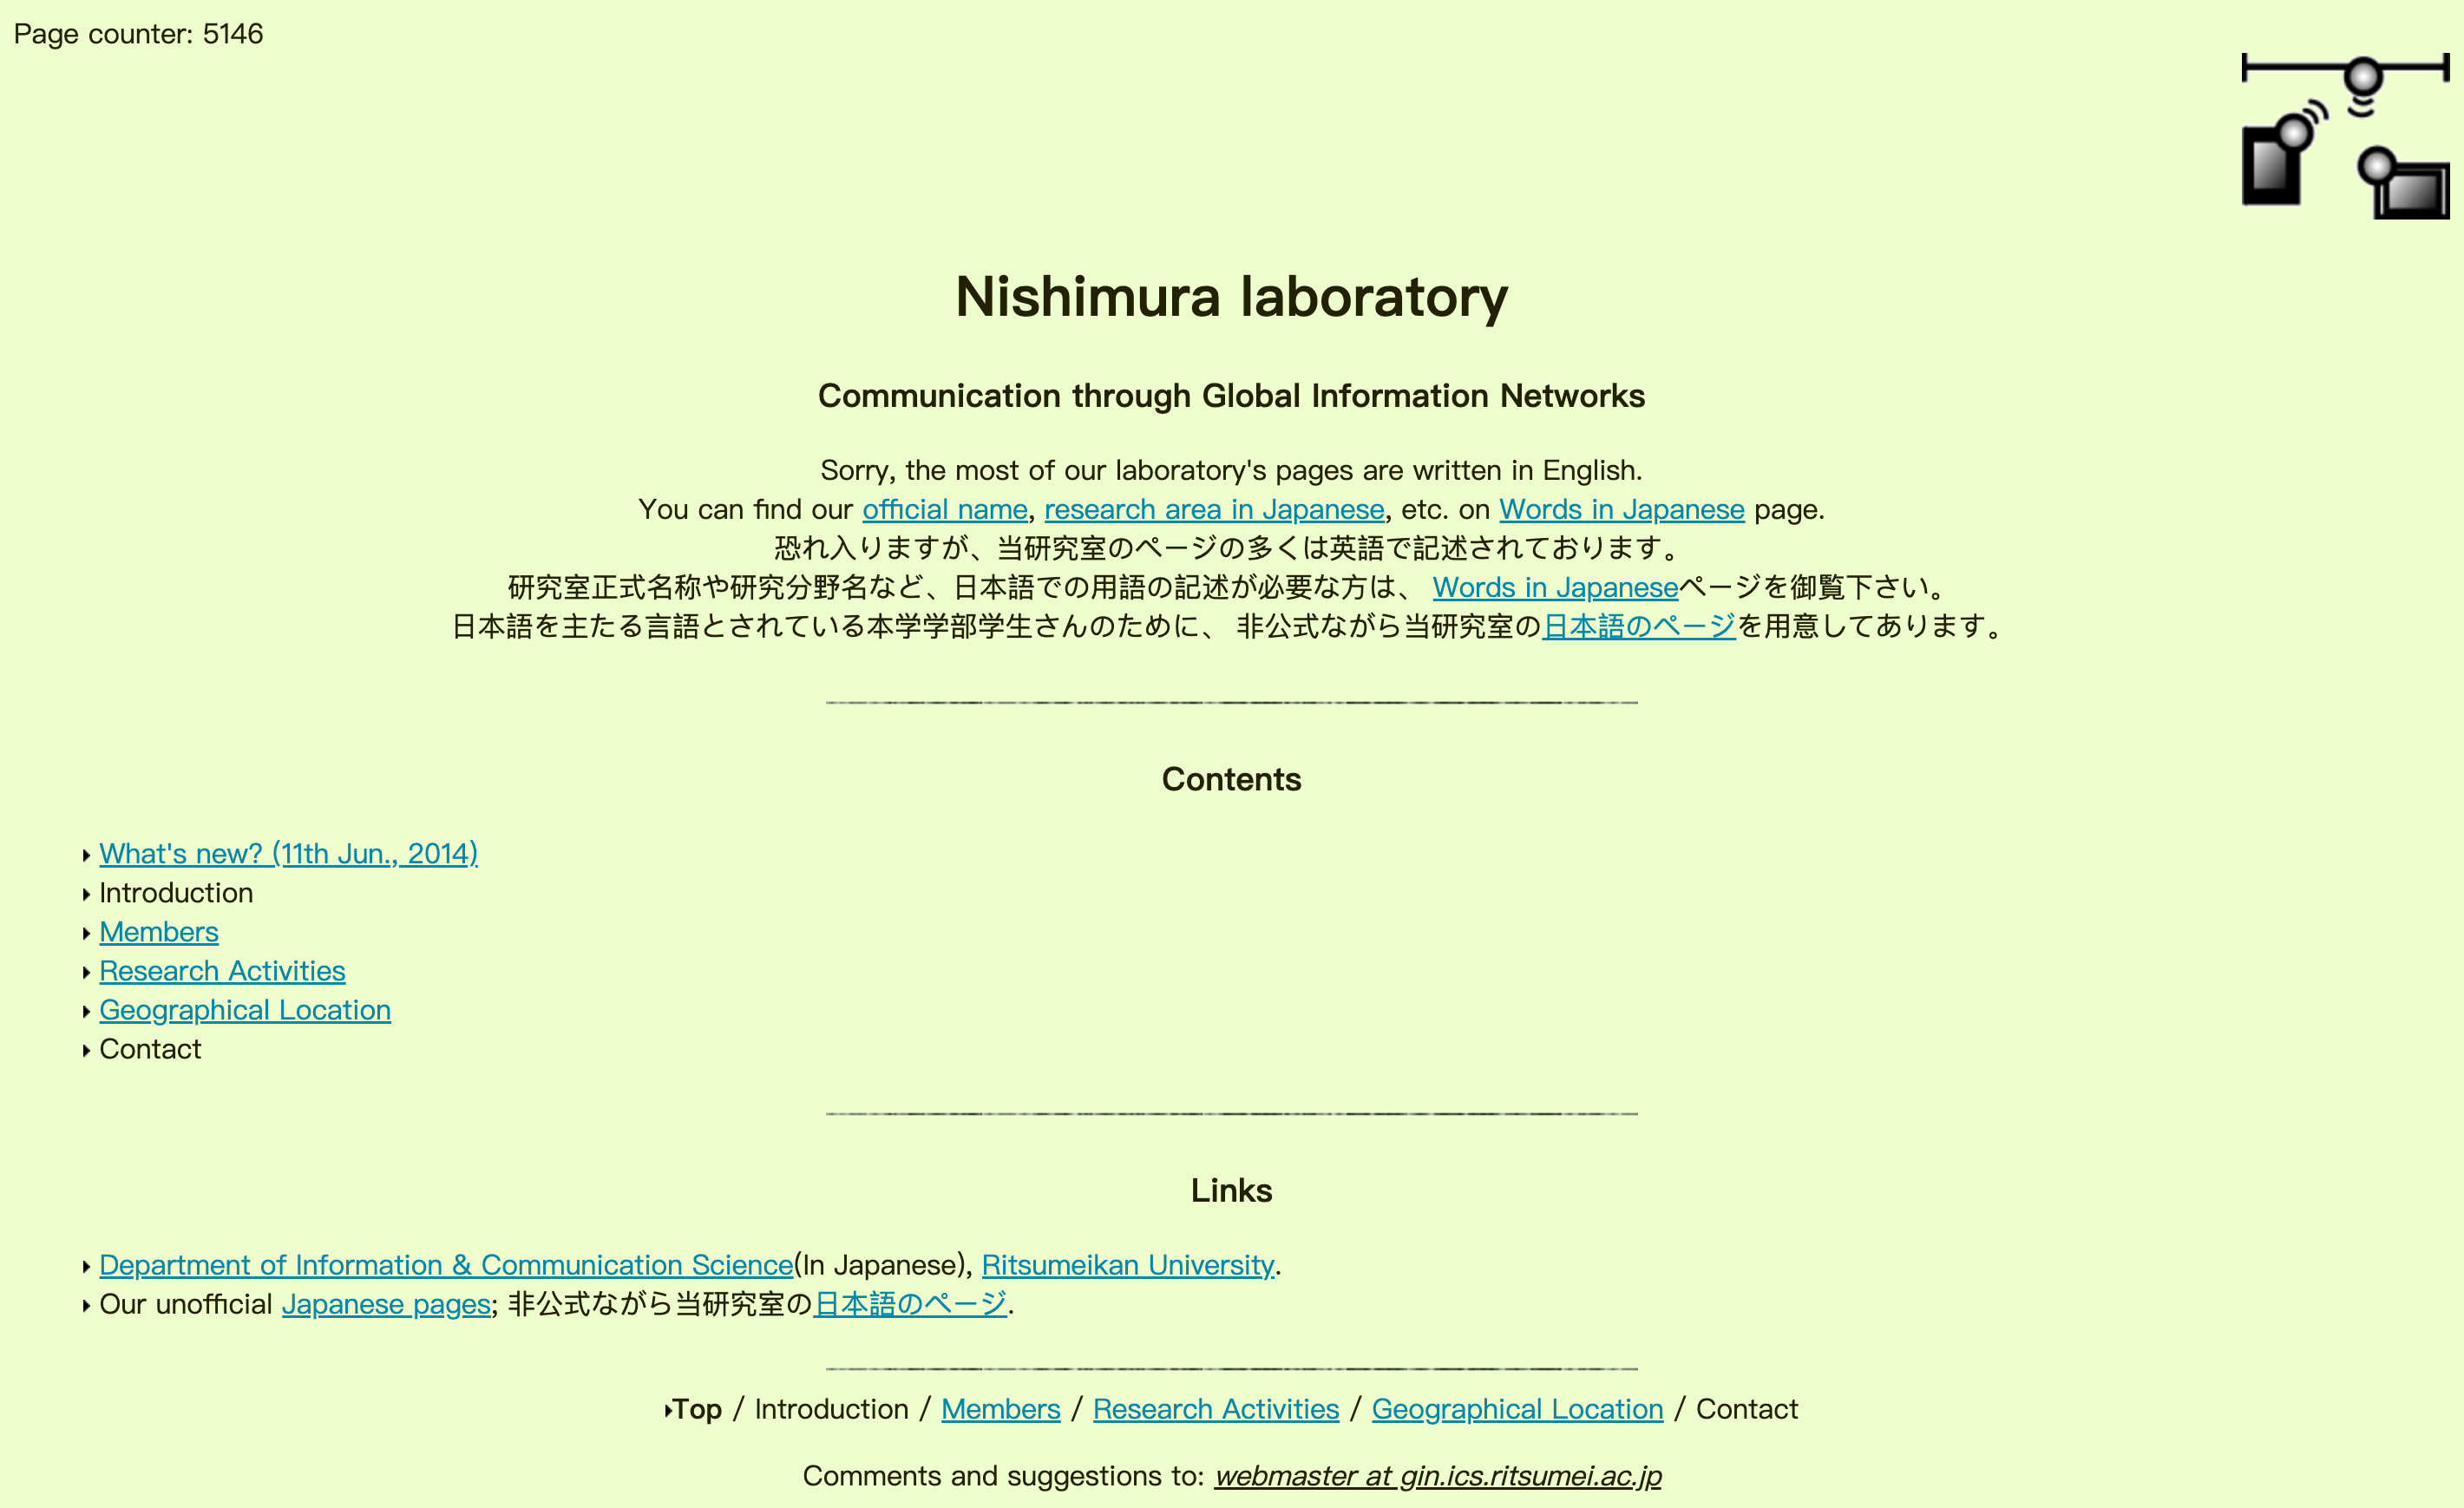 Page counter: 5146
Nishimura laboratory
Communication through Global Information Networks
Sorry, the most of our laboratory's pages are written in English.
You can find our official name, research area in Japanese, etc. on Words in Japanese page.
恐れ入りますが、当研究室のページの多くは英語で記述されております。
研究室正式名称や研究分野名など、日本語での用語の記述が必要な方は、 Words in Japaneseページを御覧下さい。
日本語を主たる言語とされている本学学部学生さんのために、 非公式ながら当研究室の日本語のページを用意してあります。
Contents
What's new? (11th Jun., 2014)
Introduction
Members
Research Activities
Geographical Location
Contact
Links
Department of Information & Communication Science(In Japanese), Ritsumeikan University.
Our unofficial Japanese pages; 非公式ながら当研究室の日本語のページ.
Top / Introduction / Members / Research Activities / Geographical Location / Contact
Comments and suggestions to: webmaster at gin.ics.ritsumei.ac.jp